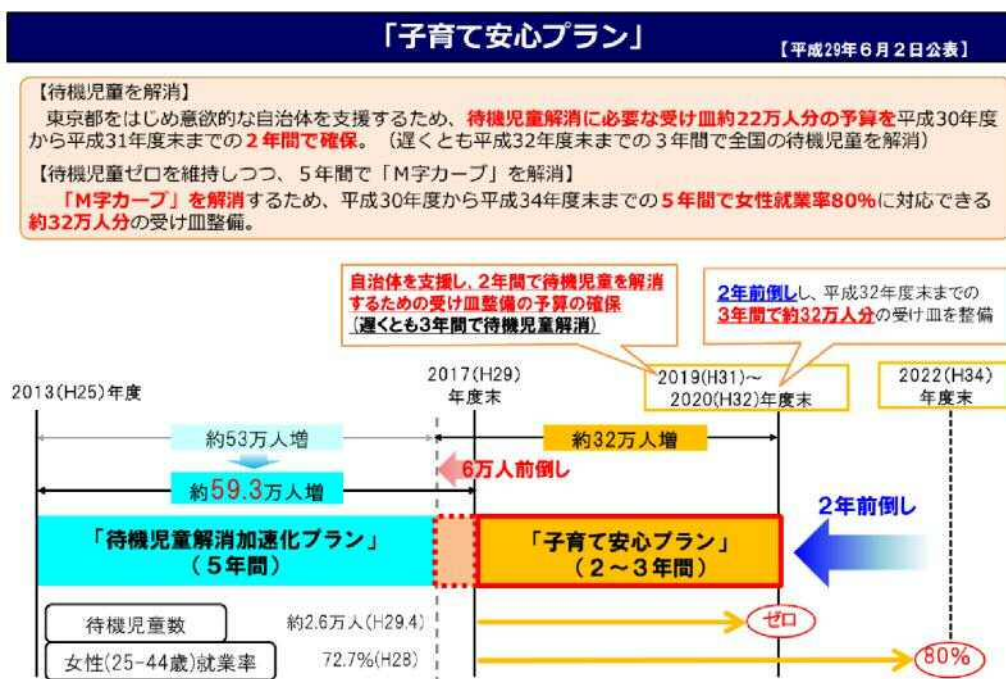 「子育て安心プラン」
【平成29年6月2日公表】
【待機児童を解消】
東京都をはじめ意欲的な自治体を支援するため、待機児童解消に必要な受け皿約22万人分の予算を平成30年度
から平成31年度末までの2年間で確保。（遅くとも平成32年度末までの3年間で全国の待機児童を解消）
【待機児童ゼロを維持しつつ、5年間で「M字カーブ」を解消】
「M字カーブ」を解消するため、平成30年度から平成34年度末までの5年間で女性就業率80%に対応できる
約32万人分の受け皿整備。
自治体を支援し、2年間で待機児童を解消
するための受け皿整備の予算の確保
（遅くとも3年間で待機児童解消）
2年前倒しし、平成32年度末までの
3年間で約32万人分の受け皿を整備
2013(H25)年度
2017(H29)
年度末
2019(H31)～
2020(H32)年度末
2022(H34)
年度末
約53万人増
約32万人増
6万人前倒し
約59.3万人増
2年前倒し
「待機児童解消加速化プラン」
（5年間）
「子育て安心プラン」
（2～3年間）
待機児童数
約2.6万人(H29.4)
ゼロ
女性(25-44歳)就業率
72.7%(H28)
80%